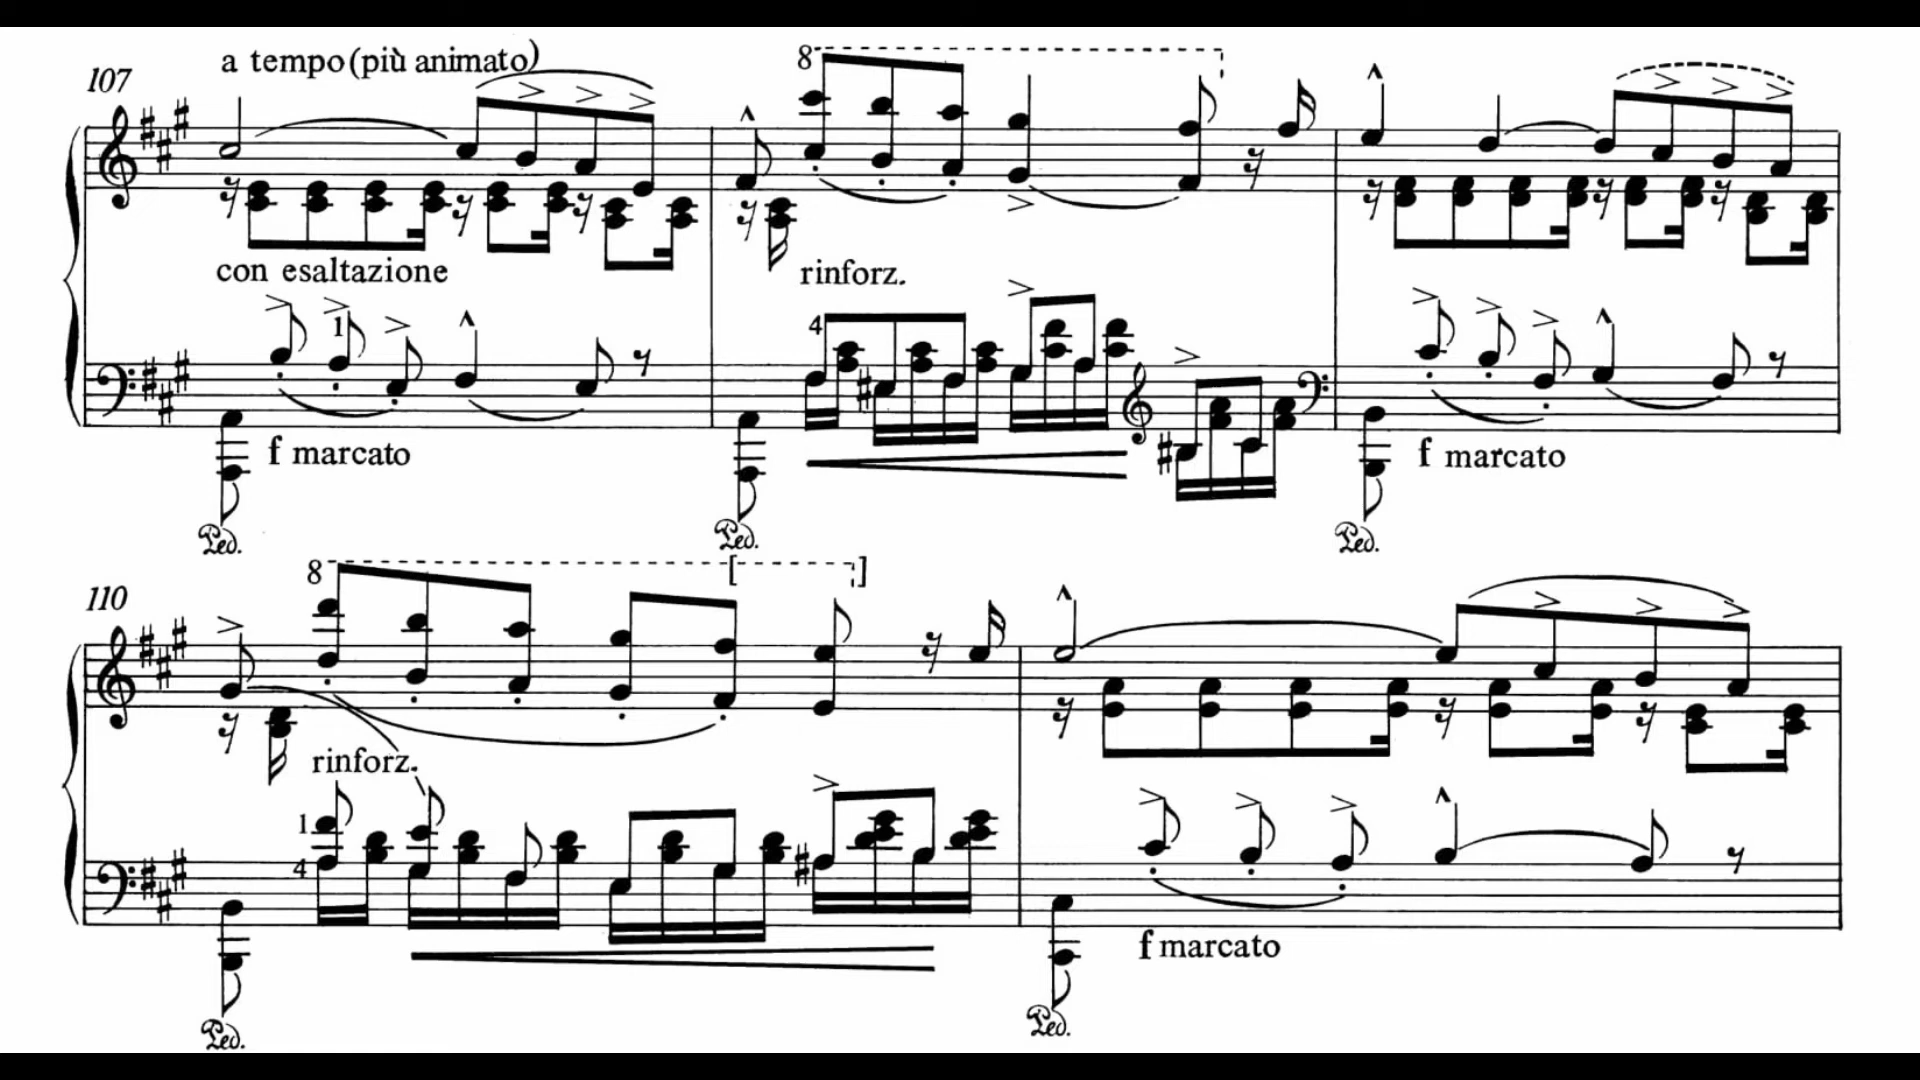 a tempo (più animato)
107
8
con esaltazione
rinforz.
1
4
f marcato
f marcato
Ped.
Ped.
Ped.
8 [ ]
110
rinforz.
1
4
f marcato
Ped.
Ped.